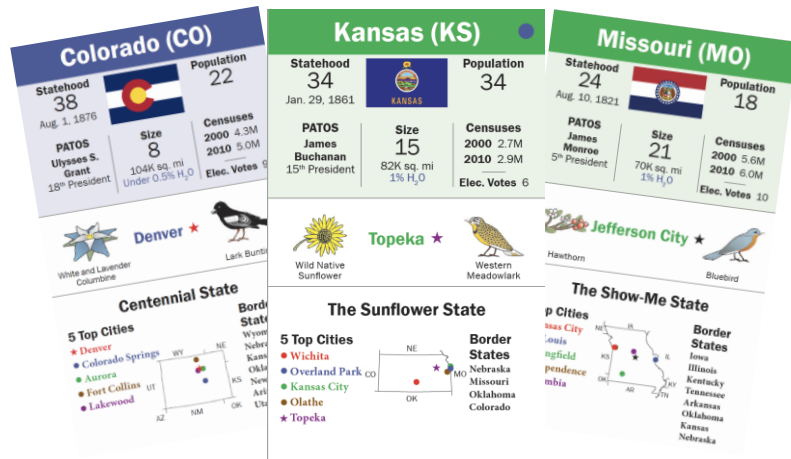 Colorado (CO)
Statehood
38
Aug. 1, 1876
Population
22
PATOS
Ulysses S.
Grant
18th President
Size
8
104K sq. mi
Under 0.5% H2O
Censuses
2000 4.3M
2010 5.0M
Elec. Votes
White and Lavender
Columbine
Denver ★
Lark
Centennial State
5 Top Cities
★ Denver
• Colorado Springs
• Aurora
• Fort Collins
• Lakewood
WY
NE
UT
KS
AZ
NM
OK
Kansas (KS)
Statehood
34
Jan. 29, 1861
KANSAS
Population
34
PATOS
James
Buchanan
15th President
Size
15
82K sq. mi
1% H2O
Censuses
2000 2.7M
2010 2.9M
Elec. Votes 6
Wild Native
Sunflower
Topeka ★
Western
Meadowlark
The Sunflower State
5 Top Cities
• Wichita
• Overland Park
• Kansas City
• Olathe
★ Topeka
NE
CO
MO
OK
Border
States
Nebraska
Missouri
Oklahoma
Colorado
Missouri (MO)
Statehood
24
Aug. 10, 1821
Population
18
PATOS
James
Monroe
5th President
Size
21
70K sq. mi
1% H2O
Censuses
2000 5.6M
2010 6.0M
Elec. Votes 10
Hawthorn
Jefferson City ★
Bluebird
The Show-Me State
Cities
City
Louis
NE
IA
IL
KS
KY
OK
AR
TN
Border
States
Iowa
Illinois
Kentucky
Tennessee
Arkansas
Oklahoma
Kansas
Nebraska